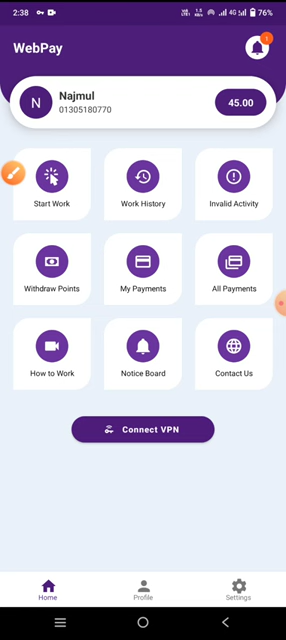 2:38
4G
76%
WebPay
1
N
Najmul
01305180770
45.00
Start Work
Work History
Invalid Activity
Withdraw Points
My Payments
All Payments
How to Work
Notice Board
Contact Us
Connect VPN
Home
Profile
Settings